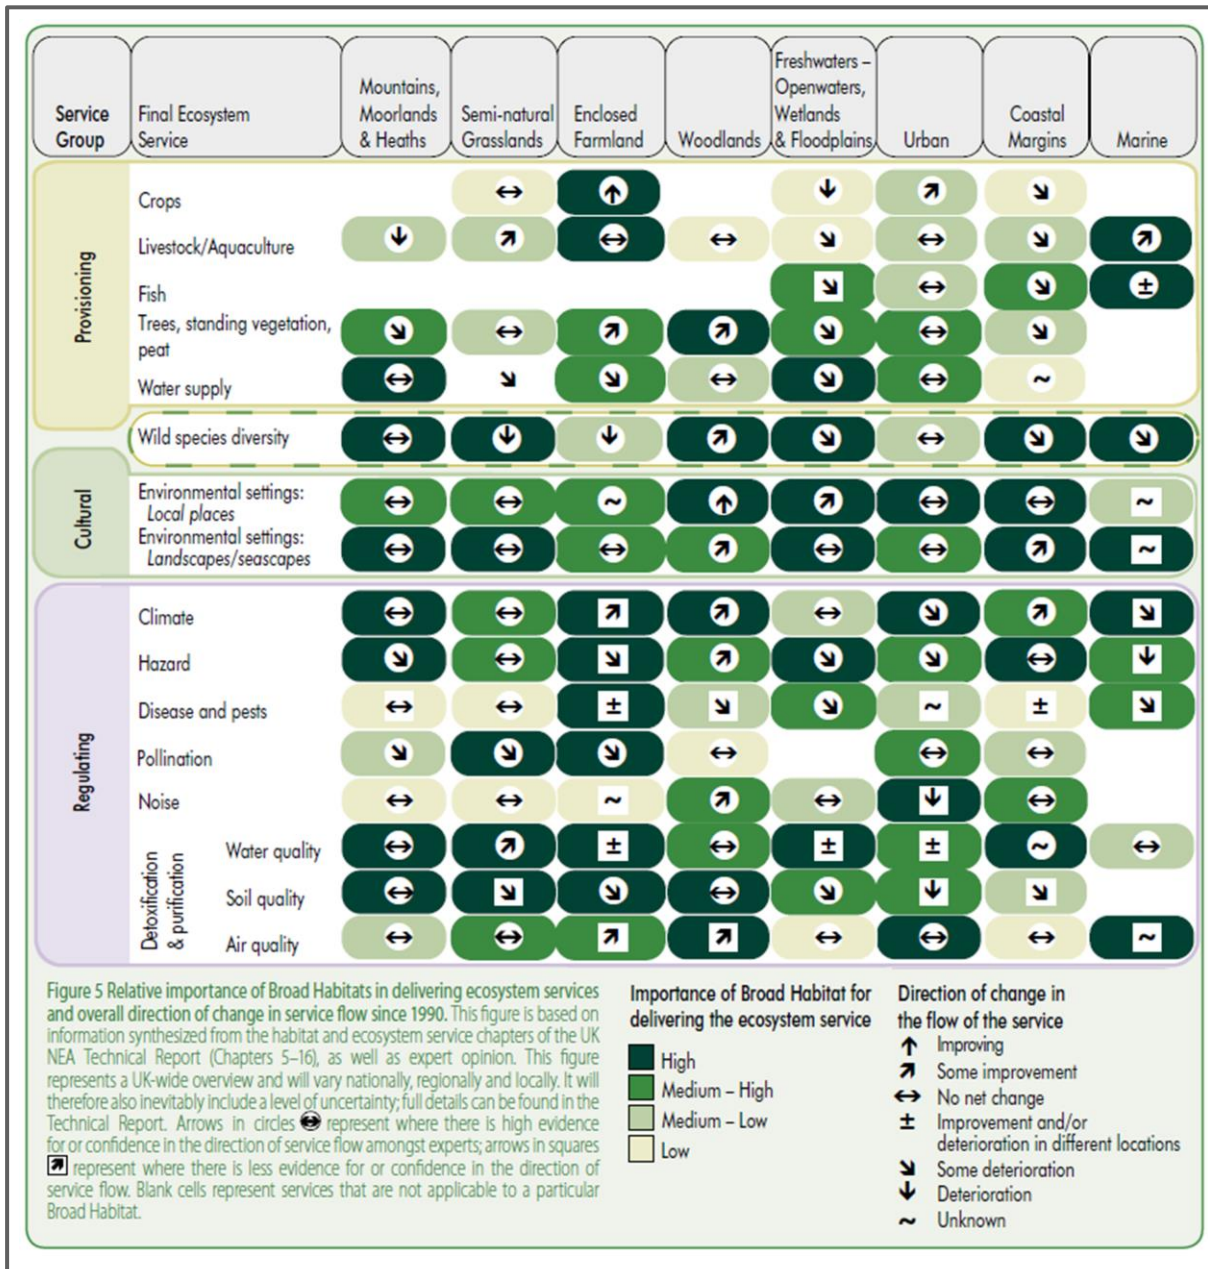 Service Group
Final Ecosystem Service
Mountains, Moorlands & Heaths
Semi-natural Grasslands
Enclosed Farmland
Woodlands
Freshwaters – Openwaters, Wetlands & Floodplains
Urban
Coastal Margins
Marine
Provisioning
Crops
↔ ↑ ↓ ↗ ↘
Livestock/Aquaculture
↓ ↗ ↔ ↔ ↘ ↔ ↘ ↗
Fish
↘ ↔ ↘ ±
Trees, standing vegetation,
peat
↘ ↔ ↗ ↗ ↘ ↔ ↘
Water supply
↔ ↘ ↘ ↔ ↘ ↔ ~
Wild species diversity
↔ ↓ ↓ ↗ ↘ ↔ ↘ ↘
Cultural
Environmental settings:
Local places
↔ ↔ ~ ↑ ↗ ↔ ↔ ~
Environmental settings:
Landscapes/seascapes
↔ ↔ ↔ ↗ ↔ ↔ ↗ ~
Regulating
Climate
↔ ↔ ↗ ↗ ↔ ↘ ↗ ↘
Hazard
↘ ↔ ↘ ↗ ↘ ↘ ↔ ↓
Disease and pests
↔ ↔ ± ↘ ↘ ~ ± ↘
Pollination
↘ ↘ ↘ ↔ ↔ ↔
Noise
↔ ↔ ~ ↗ ↔ ↓ ↔
Detoxification
& purification
Water quality
↔ ↗ ± ↔ ± ± ~ ↔
Soil quality
↔ ↘ ↘ ↔ ↘ ↓ ↘
Air quality
↔ ↔ ↗ ↗ ↔ ↔ ↔ ~
Figure 5 Relative importance of Broad Habitats in delivering ecosystem services
and overall direction of change in service flow since 1990. This figure is based on
information synthesized from the habitat and ecosystem service chapters of the UK
NEA Technical Report (Chapters 5–16), as well as expert opinion. This figure
represents a UK-wide overview and will vary nationally, regionally and locally. It will
therefore also inevitably include a level of uncertainty; full details can be found in the
Technical Report. Arrows in circles ↔ represent where there is high evidence
for or confidence in the direction of service flow amongst experts; arrows in squares
↗ represent where there is less evidence for or confidence in the direction of
service flow. Blank cells represent services that are not applicable to a particular
Broad Habitat.
Importance of Broad Habitat for
delivering the ecosystem service
High
Medium – High
Medium – Low
Low
Direction of change in
the flow of the service
↑ Improving
↗ Some improvement
↔ No net change
± Improvement and/or
deterioration in different locations
↘ Some deterioration
↓ Deterioration
~ Unknown